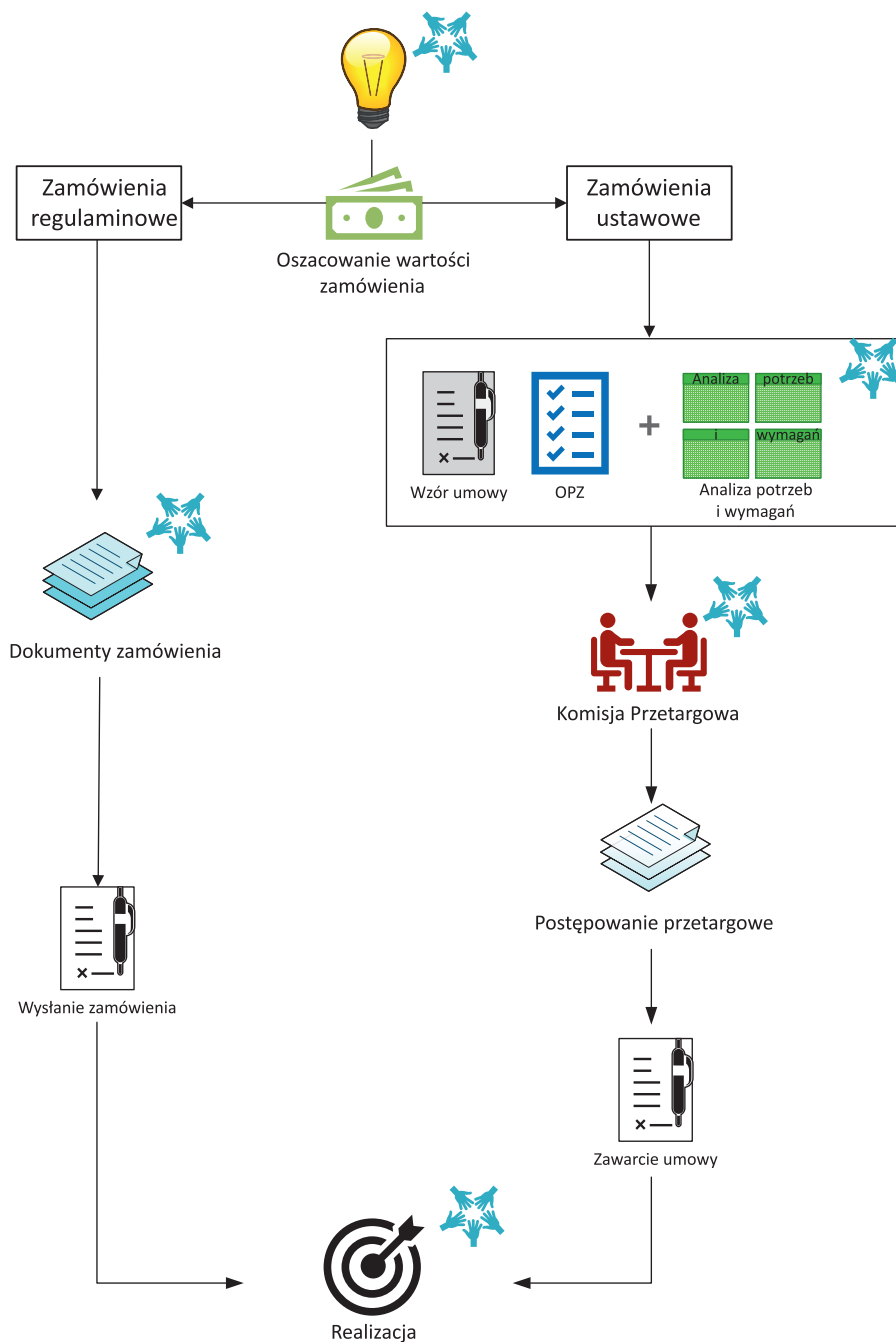 Zamówienia
regulaminowe
Oszacowanie wartości
zamówienia
Zamówienia
ustawowe
Wzór umowy
OPZ
+
Analiza
potrzeb
i
wymagań
Analiza potrzeb
i wymagań
Dokumenty zamówienia
Komisja Przetargowa
Postępowanie przetargowe
Wysłanie zamówienia
Zawarcie umowy
Realizacja